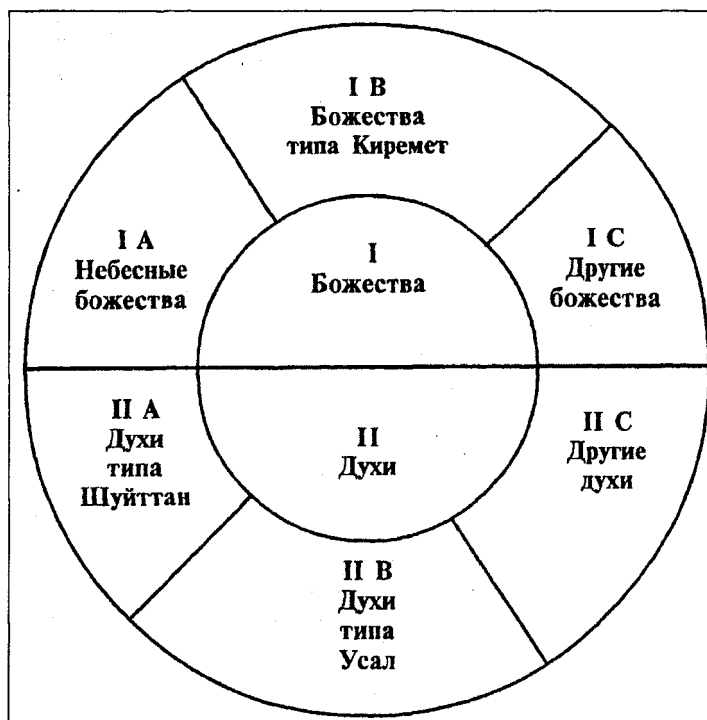 I B
Божества
типа Киремет
I A
Небесные
божества
I
Божества
I C
Другие
божества
II A
Духи
типа
Шуйттан
II
Духи
II C
Другие
духи
II B
Духи
типа
Усал